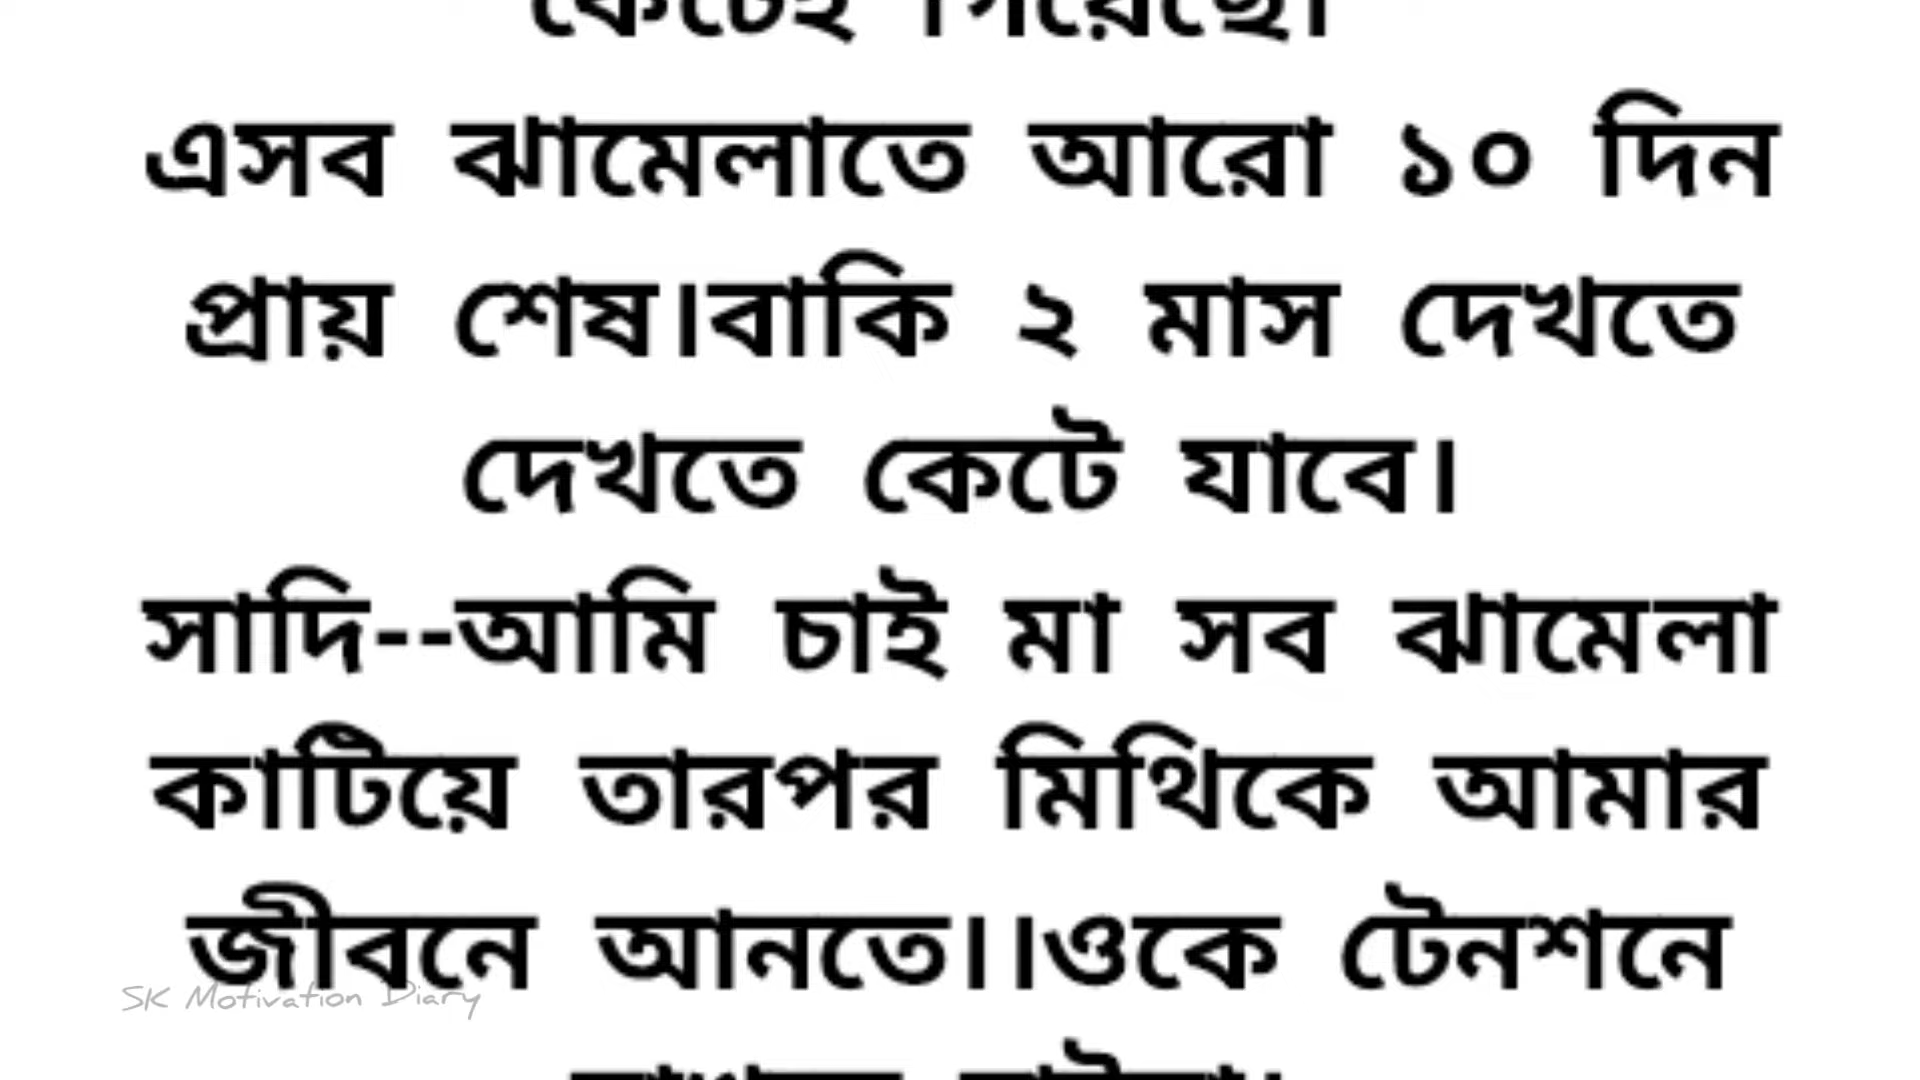 কেটেই গিয়েছে।
এসব ঝামেলাতে আরো ১০ দিন
প্রায় শেষ।বাকি ২ মাস দেখতে
দেখতে কেটে যাবে।
সাদি--আমি চাই মা সব ঝামেলা
কাটিয়ে তারপর মিথিকে আমার
জীবনে আনতে।।ওকে টেনশনে
SK Motivation Diary